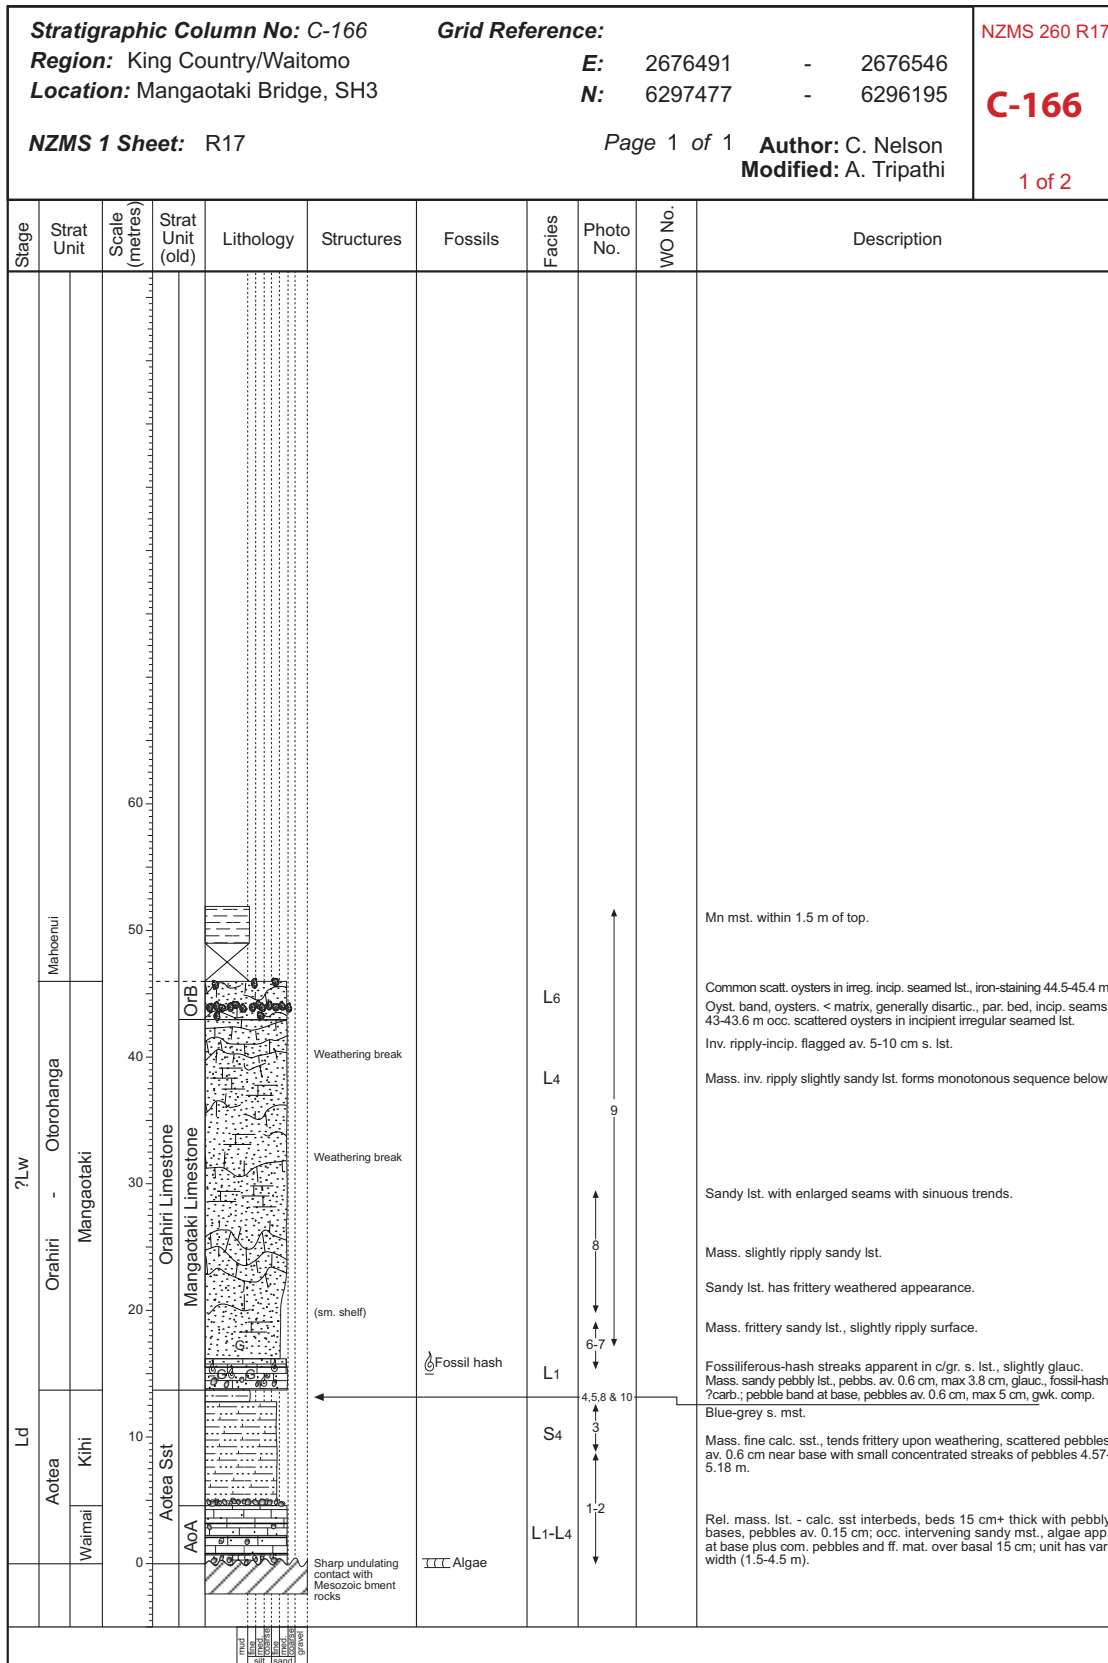 Stratigraphic Column No: C-166 Grid Reference:
Region: King Country/Waitomo E: 2676491 - 2676546
Location: Mangaotaki Bridge, SH3 N: 6297477 - 6296195
NZMS 1 Sheet: R17 Page 1 of 1 Author: C. Nelson
Modified: A. Tripathi
NZMS 260 R17
C-166
1 of 2
Stage
Strat Unit
Scale (metres)
Strat Unit (old)
Lithology
Structures
Fossils
Facies
Photo No.
WO No.
Description
60
50
40
30
20
10
0
?Lw
Ld
Mahoenui
Orahiri - Otorohanga
Mangaotaki
Aotea
Kihi
Waimai
Orahiri Limestone
OrB
Mangaotaki Limestone
Aotea Sst
AoA
G
G G
Weathering break
Weathering break
(sm. shelf)
Sharp undulating
contact with
Mesozoic bment
rocks
Fossil hash
Algae
L6
L4
L1
S4
L1-L4
9
8
6-7
4,5,8 & 10
3
1-2
Mn mst. within 1.5 m of top.
Common scatt. oysters in irreg. incip. seamed lst., iron-staining 44.5-45.4 m
Oyst. band, oysters. < matrix, generally disartic., par. bed, incip. seams
43-43.6 m occ. scattered oysters in incipient irregular seamed lst.
Inv. ripply-incip. flagged av. 5-10 cm s. lst.
Mass. inv. ripply slightly sandy lst. forms monotonous sequence below.
Sandy lst. with enlarged seams with sinuous trends.
Mass. slightly ripply sandy lst.
Sandy lst. has frittery weathered appearance.
Mass. frittery sandy lst., slightly ripply surface.
Fossiliferous-hash streaks apparent in c/gr. s. lst., slightly glauc.
Mass. sandy pebbly lst., pebbs. av. 0.6 cm, max 3.8 cm, glauc., fossil-hash
?carb.; pebble band at base, pebbles av. 0.6 cm, max 5 cm, gwk. comp.
Blue-grey s. mst.
Mass. fine calc. sst., tends frittery upon weathering, scattered pebbles
av. 0.6 cm near base with small concentrated streaks of pebbles 4.57-
5.18 m.
Rel. mass. lst. - calc. sst interbeds, beds 15 cm+ thick with pebbly
bases, pebbles av. 0.15 cm; occ. intervening sandy mst., algae app.
at base plus com. pebbles and ff. mat. over basal 15 cm; unit has var
width (1.5-4.5 m).
mud
fine
med.
coarse
fine
med.
coarse
gravel
silt sand